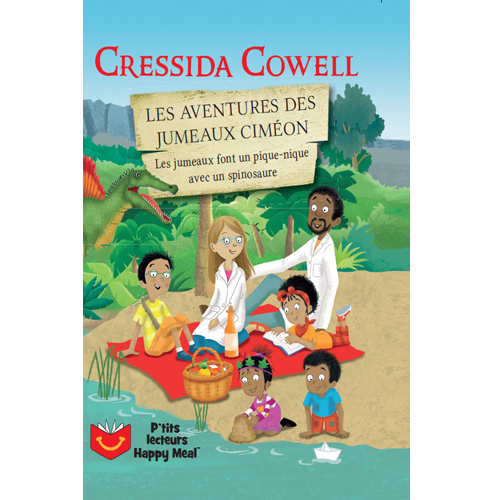 CRESSIDA COWELL
LES AVENTURES DES
JUMEAUX CIMÉON
Les jumeaux font un pique-nique
avec un spinosaure
P'tits
lecteurs
Happy Meal